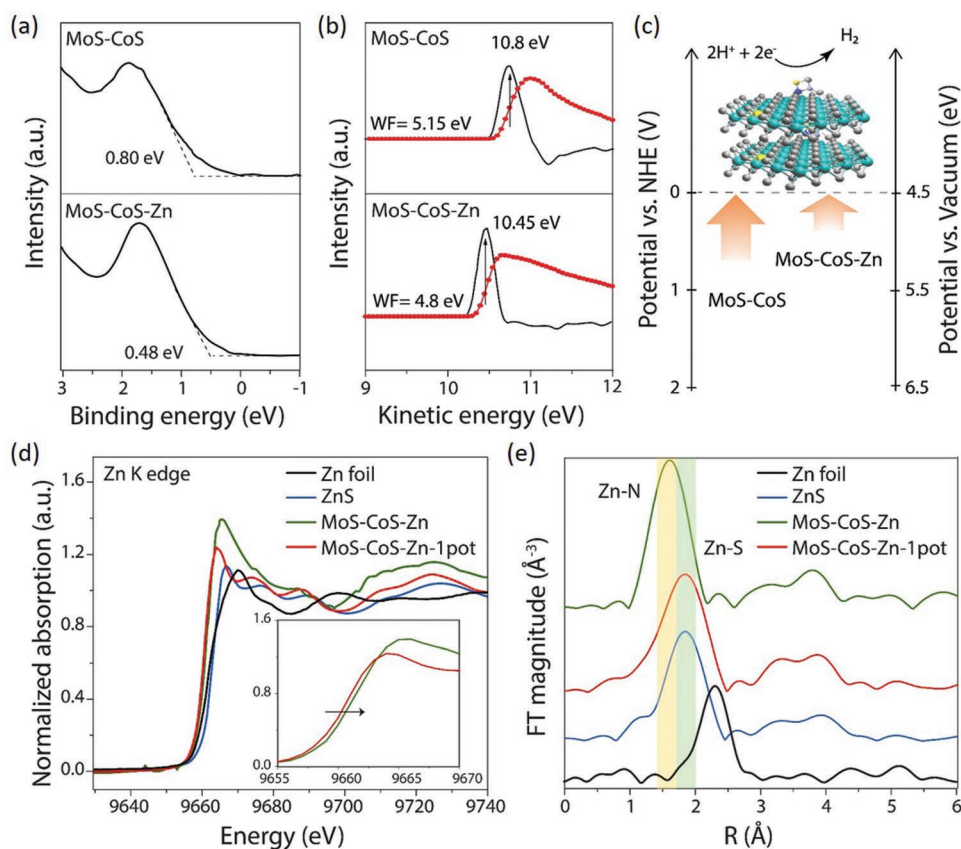 (a)
MoS-CoS
0.80 eV
MoS-CoS-Zn
0.48 eV
Intensity (a.u.)
3 2 1 0 -1
Binding energy (eV)
(b)
MoS-CoS
10.8 eV
WF= 5.15 eV
MoS-CoS-Zn
10.45 eV
WF= 4.8 eV
Intensity (a.u.)
9 10 11 12
Kinetic energy (eV)
(c)
2H⁺ + 2e⁻
H₂
Potential vs. NHE (V)
0
1
2
MoS-CoS
MoS-CoS-Zn
4.5
5.5
6.5
Potential vs. Vacuum (eV)
(d)
Zn K edge
Zn foil
ZnS
MoS-CoS-Zn
MoS-CoS-Zn-1pot
Normalized absorption (a.u.)
1.6
1.2
0.8
0.4
0.0
1.6
0.8
0.0
9655 9660 9665 9670
9640 9660 9680 9700 9720 9740
Energy (eV)
(e)
Zn-N
Zn-S
Zn foil
ZnS
MoS-CoS-Zn
MoS-CoS-Zn-1pot
FT magnitude (Å⁻³)
0 1 2 3 4 5 6
R (Å)